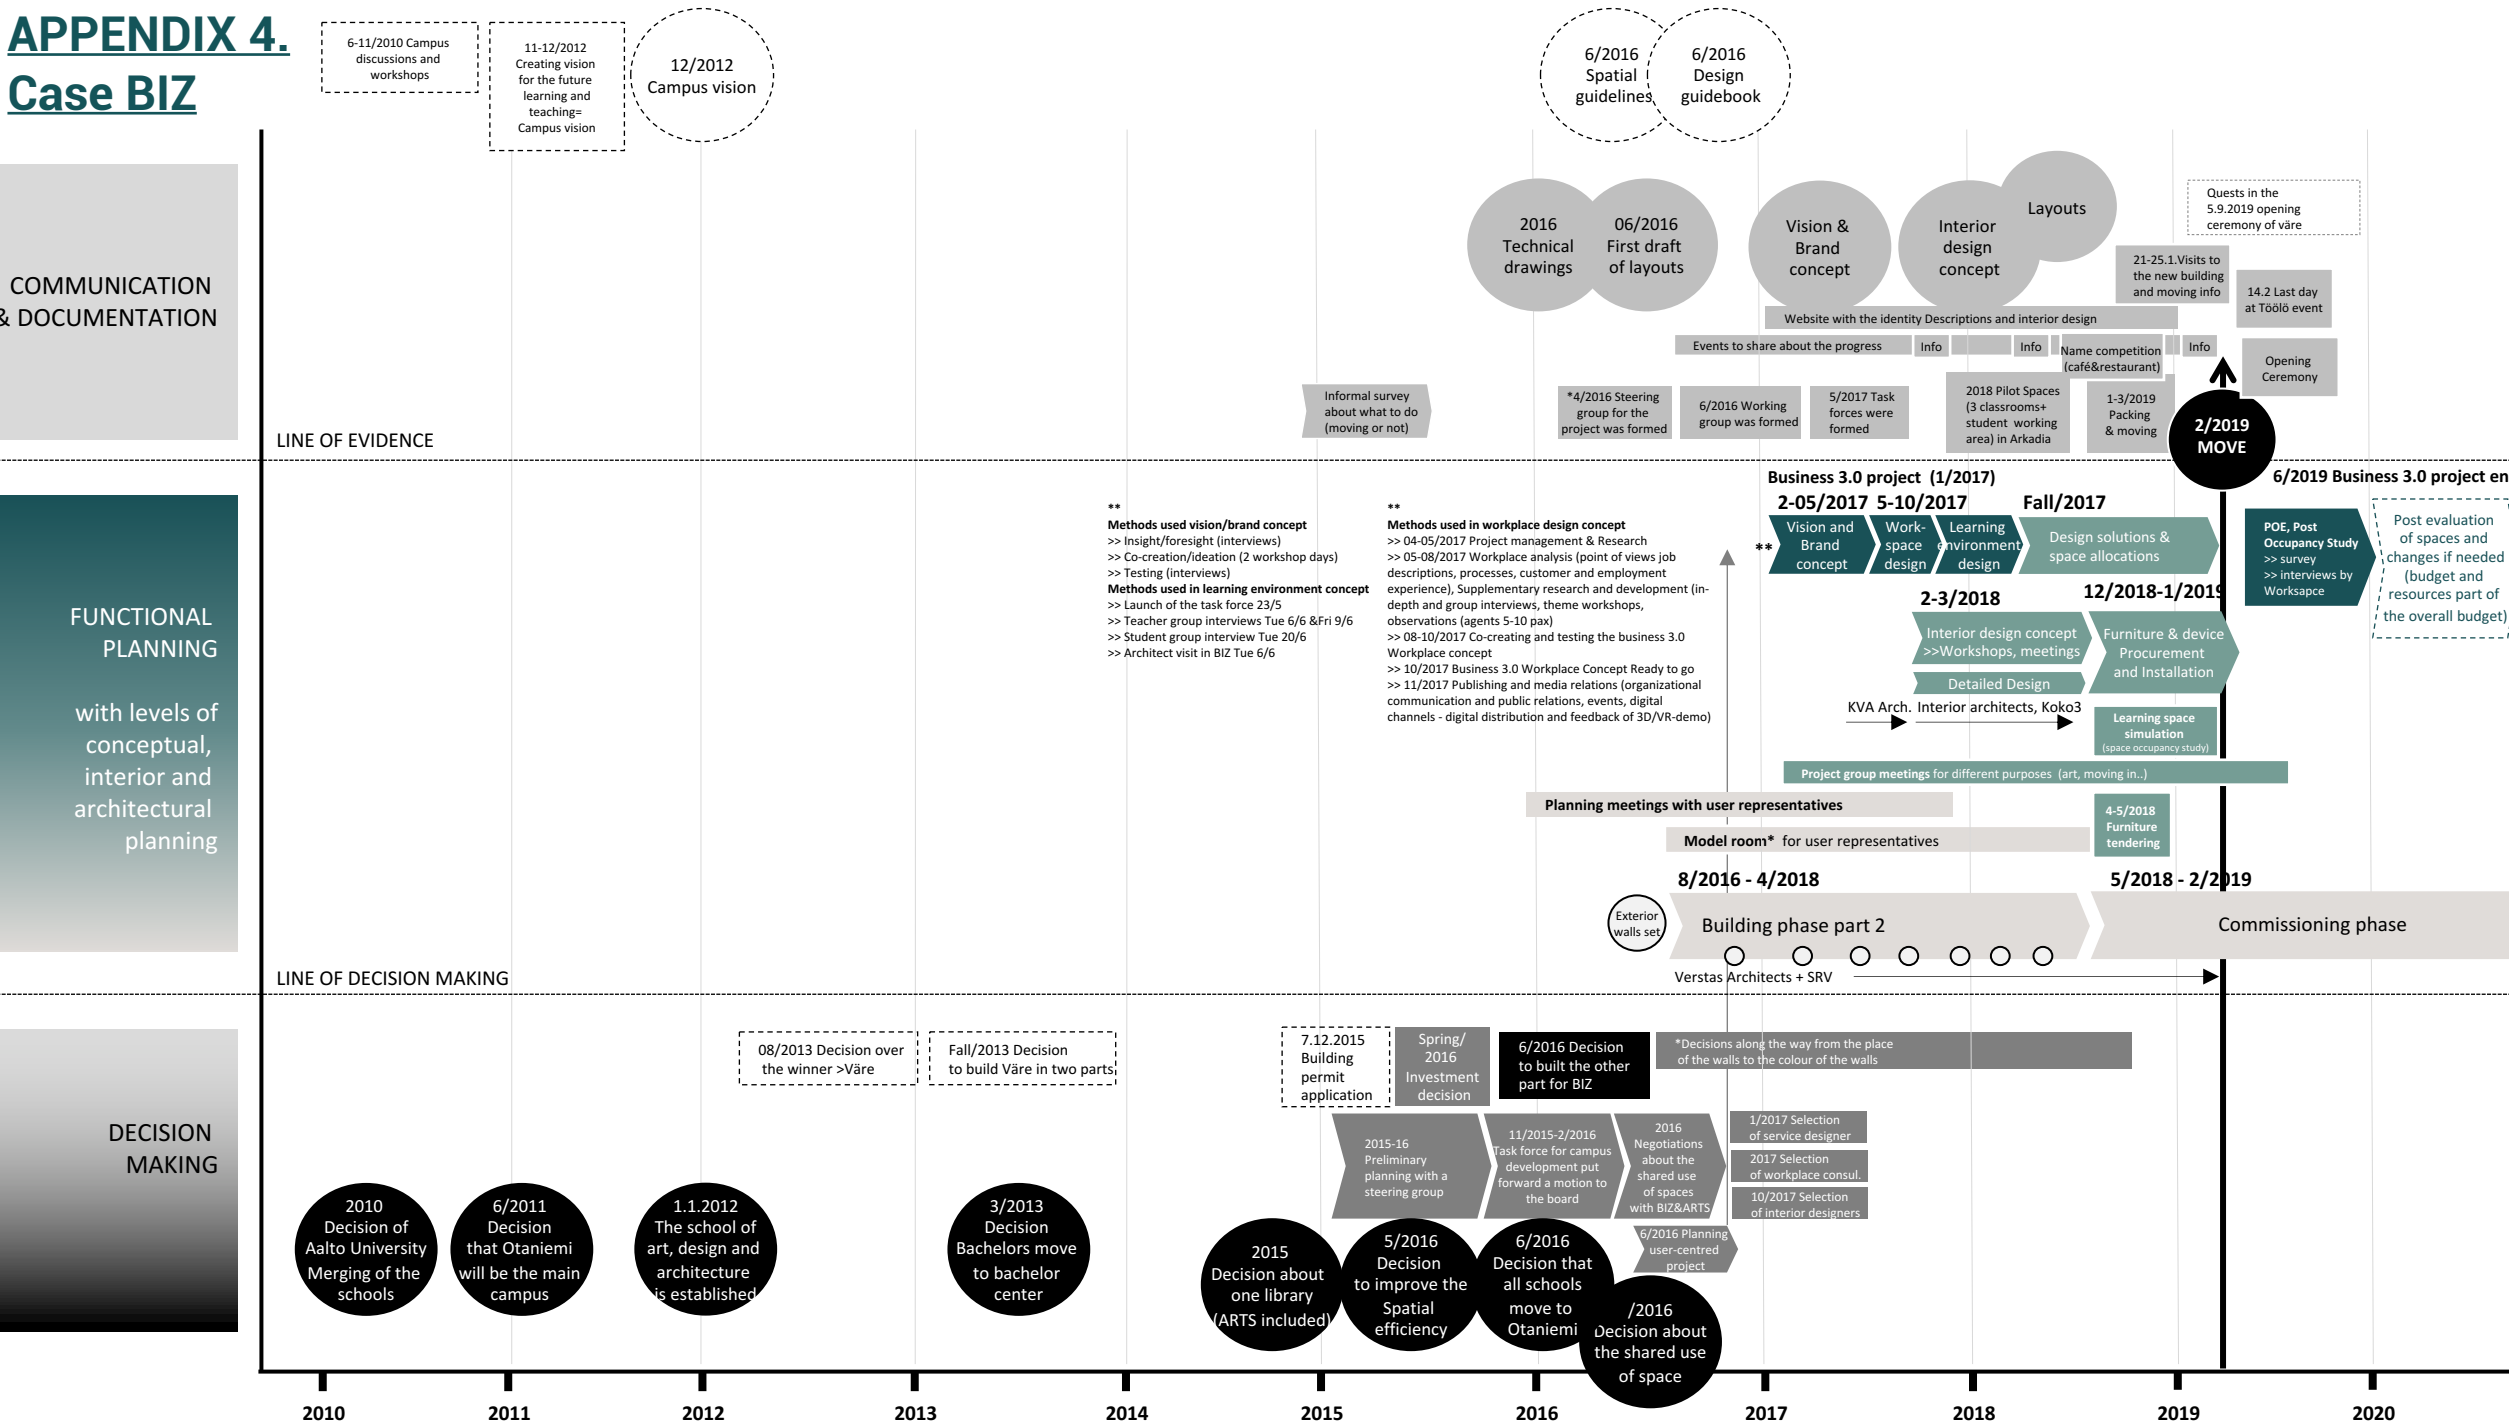 APPENDIX 4.
Case BIZ
6-11/2010 Campus
discussions and
workshops
11-12/2012
Creating vision
for the future
learning and
teaching=
Campus vision
12/2012
Campus vision
6/2016
Spatial
guidelines
6/2016
Design
guidebook
COMMUNICATION
& DOCUMENTATION
2016
Technical
drawings
06/2016
First draft
of layouts
Vision &
Brand
concept
Interior
design
concept
Layouts
Quests in the
5.9.2019 opening
ceremony of väre
21-25.1.Visits to
the new building
and moving info
14.2 Last day
at Töölö event
Website with the identity Descriptions and interior design
Events to share about the progress
Info
Info
Name competition
(café&restaurant)
Info
Opening
Ceremony
Informal survey
about what to do
(moving or not)
*4/2016 Steering
group for the
project was formed
6/2016 Working
group was formed
5/2017 Task
forces were
formed
2018 Pilot Spaces
(3 classrooms+
student working
area) in Arkadia
1-3/2019
Packing
& moving
2/2019
MOVE
LINE OF EVIDENCE
FUNCTIONAL
PLANNING
with levels of
conceptual,
interior and
architectural
planning
**
Methods used vision/brand concept
>> Insight/foresight (interviews)
>> Co-creation/ideation (2 workshop days)
>> Testing (interviews)
Methods used in learning environment concept
>> Launch of the task force 23/5
>> Teacher group interviews Tue 6/6 &Fri 9/6
>> Student group interview Tue 20/6
>> Architect visit in BIZ Tue 6/6
**
Methods used in workplace design concept
>> 04-05/2017 Project management & Research
>> 05-08/2017 Workplace analysis (point of views job
descriptions, processes, customer and employment
experience), Supplementary research and development (in-
depth and group interviews, theme workshops,
observations (agents 5-10 pax)
>> 08-10/2017 Co-creating and testing the business 3.0
Workplace concept
>> 10/2017 Business 3.0 Workplace Concept Ready to go
>> 11/2017 Publishing and media relations (organizational
communication and public relations, events, digital
channels - digital distribution and feedback of 3D/VR-demo)
Business 3.0 project (1/2017)
6/2019 Business 3.0 project en
2-05/2017
5-10/2017
Fall/2017
**
Vision and
Brand
concept
Work-
space
design
Learning
environment
design
Design solutions &
space allocations
POE, Post
Occupancy Study
>> survey
>> interviews by
Worksapce
Post evaluation
of spaces and
changes if needed
(budget and
resources part of
the overall budget)
2-3/2018
12/2018-1/2019
Interior design concept
>>Workshops, meetings
Furniture & device
Procurement
and Installation
Detailed Design
KVA Arch.
Interior architects, Koko3
Learning space
simulation
(space occupancy study)
Project group meetings for different purposes (art, moving in..)
Planning meetings with user representatives
Model room* for user representatives
4-5/2018
Furniture
tendering
8/2016 - 4/2018
5/2018 - 2/2019
Exterior
walls set
Building phase part 2
Commissioning phase
Verstas Architects + SRV
LINE OF DECISION MAKING
DECISION
MAKING
08/2013 Decision over
the winner >Väre
Fall/2013 Decision
to build Väre in two parts
7.12.2015
Building
permit
application
Spring/
2016
Investment
decision
6/2016 Decision
to built the other
part for BIZ
*Decisions along the way from the place
of the walls to the colour of the walls
2015-16
Preliminary
planning with a
steering group
11/2015-2/2016
Task force for campus
development put
forward a motion to
the board
2016
Negotiations
about the
shared use
of spaces
with BIZ&ARTS
1/2017 Selection
of service designer
2017 Selection
of workplace consul.
10/2017 Selection
of interior designers
6/2016 Planning
user-centred
project
2010
Decision of
Aalto University
Merging of the
schools
6/2011
Decision
that Otaniemi
will be the main
campus
1.1.2012
The school of
art, design and
architecture
is established
3/2013
Decision
Bachelors move
to bachelor
center
2015
Decision about
one library
(ARTS included)
5/2016
Decision
to improve the
Spatial
efficiency
6/2016
Decision that
all schools
move to
Otaniemi
/2016
Decision about
the shared use
of space
2010
2011
2012
2013
2014
2015
2016
2017
2018
2019
2020